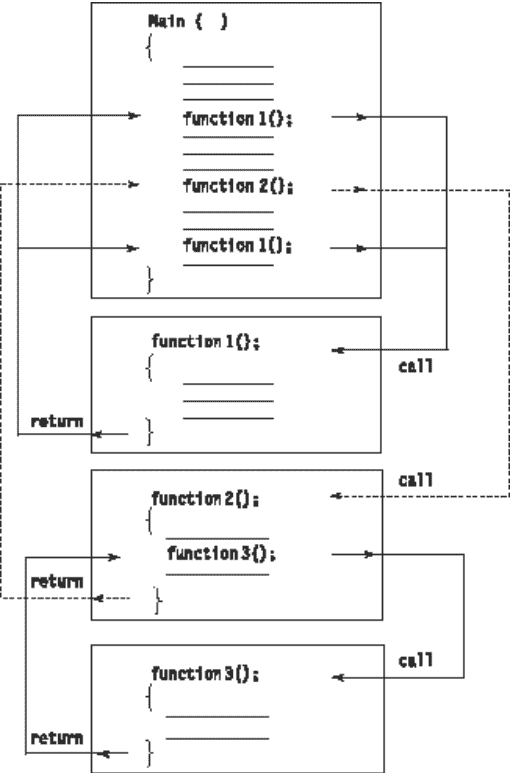 Main ( )
{
function 1();
function 2();
function 1();
}
function 1();
{
call
return
}
call
function 2();
{
function 3();
return
}
call
function 3();
{
return
}